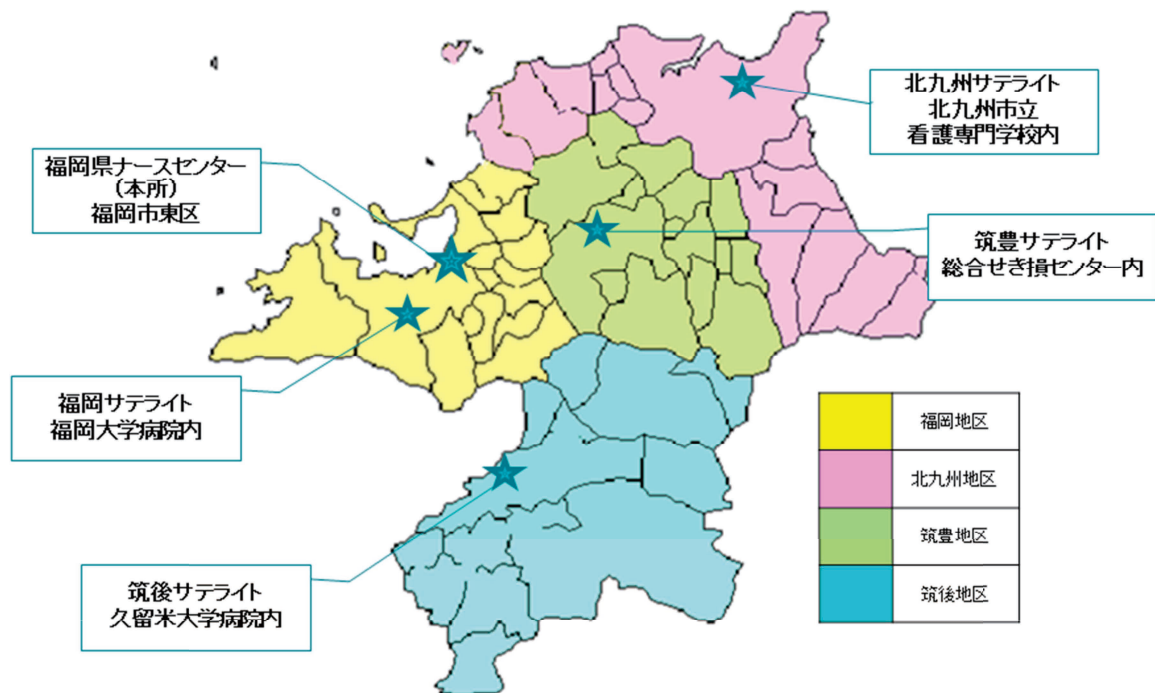 北九州サテライト
北九州市立
看護専門学校内
福岡県ナースセンター
(本所)
福岡市東区
筑豊サテライト
総合せき損センター内
福岡サテライト
福岡大学病院内
筑後サテライト
久留米大学病院内
福岡地区
北九州地区
筑豊地区
筑後地区